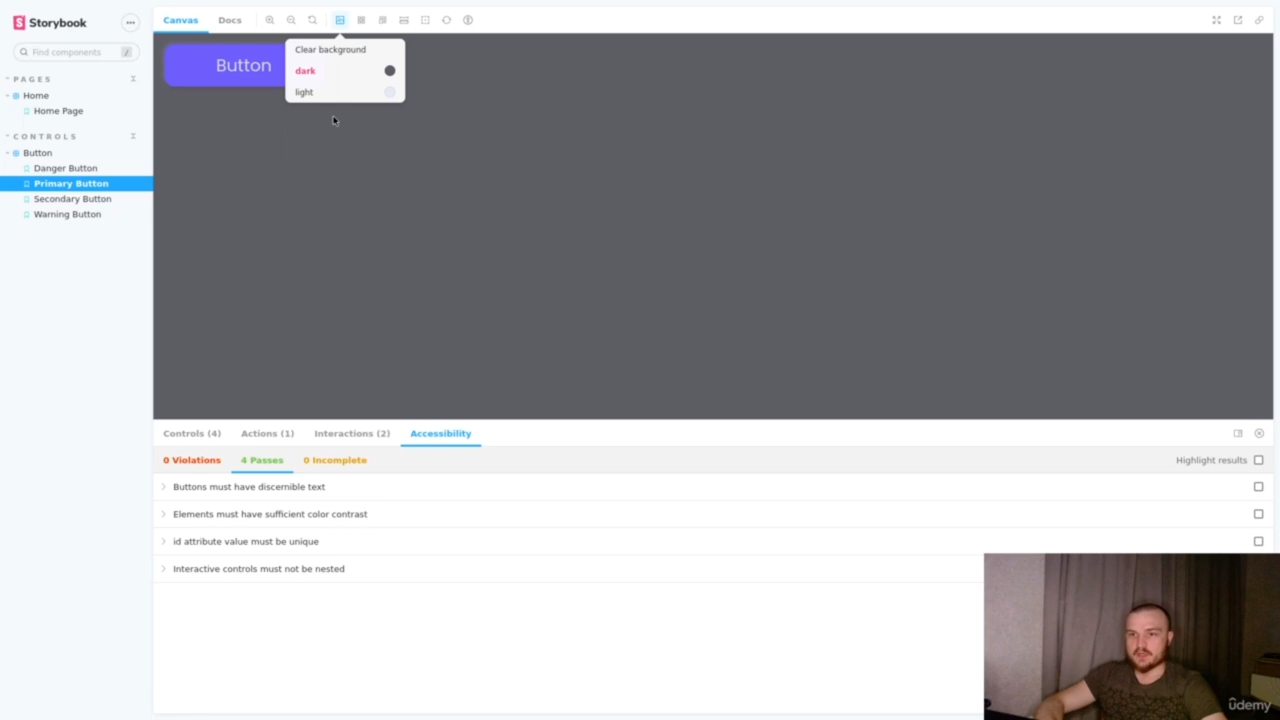 Storybook
Find components /
PAGES
Home
Home Page
CONTROLS
Button
Danger Button
Primary Button
Secondary Button
Warning Button
Canvas Docs
Button
Clear background
dark
light
Controls (4) Actions (1) Interactions (2) Accessibility
0 Violations 4 Passes 0 Incomplete Highlight results
Buttons must have discernible text
Elements must have sufficient color contrast
id attribute value must be unique
Interactive controls must not be nested
ûdemy